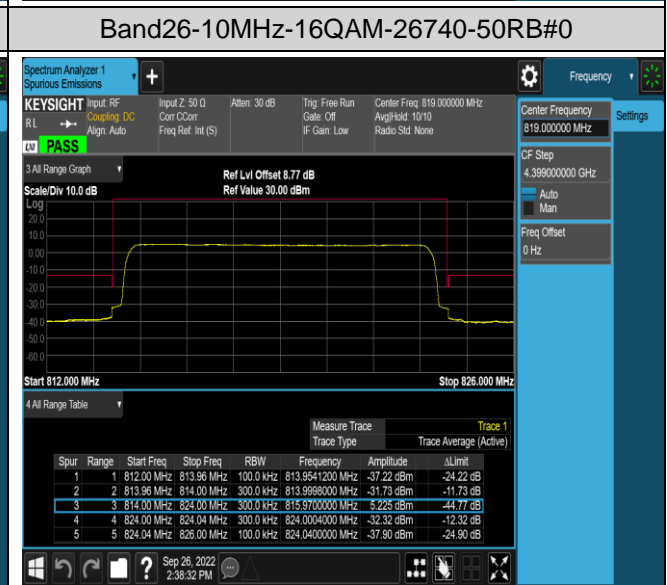 Band26-10MHz-16QAM-26740-50RB#0
Spectrum Analyzer 1
Spurious Emissions
Frequency
KEYSIGHT Input: RF Input Z: 50 Ω Atten: 30 dB Trig: Free Run Center Freq: 819.000000 MHz
RL Coupling: DC Corr CCorr Gate: Off Avg|Hold: 10/10
Align: Auto Freq Ref: Int (S) IF Gain: Low Radio Std: None
LW PASS
Center Frequency
819.000000 MHz
Settings
CF Step
4.399000000 GHz
Auto
Man
Freq Offset
0 Hz
3 All Range Graph
Ref Lvl Offset 8.77 dB
Scale/Div 10.0 dB Ref Value 30.00 dBm
Log
20.0
10.0
0.00
-10.0
-20.0
-30.0
-40.0
-50.0
-60.0
Start 812.000 MHz Stop 826.000 MHz
4 All Range Table
Measure Trace Trace 1
Trace Type Trace Average (Active)
Spur Range Start Freq Stop Freq RBW Frequency Amplitude ΔLimit
1 1 812.00 MHz 813.96 MHz 100.0 kHz 813.9541200 MHz -37.22 dBm -24.22 dB
2 2 813.96 MHz 814.00 MHz 300.0 kHz 813.9998000 MHz -31.73 dBm -11.73 dB
3 3 814.00 MHz 824.00 MHz 300.0 kHz 815.9700000 MHz 5.225 dBm -44.77 dB
4 4 824.00 MHz 824.04 MHz 300.0 kHz 824.0004000 MHz -32.32 dBm -12.32 dB
5 5 824.04 MHz 826.00 MHz 100.0 kHz 824.0400000 MHz -37.90 dBm -24.90 dB
Sep 26, 2022
2:38:32 PM